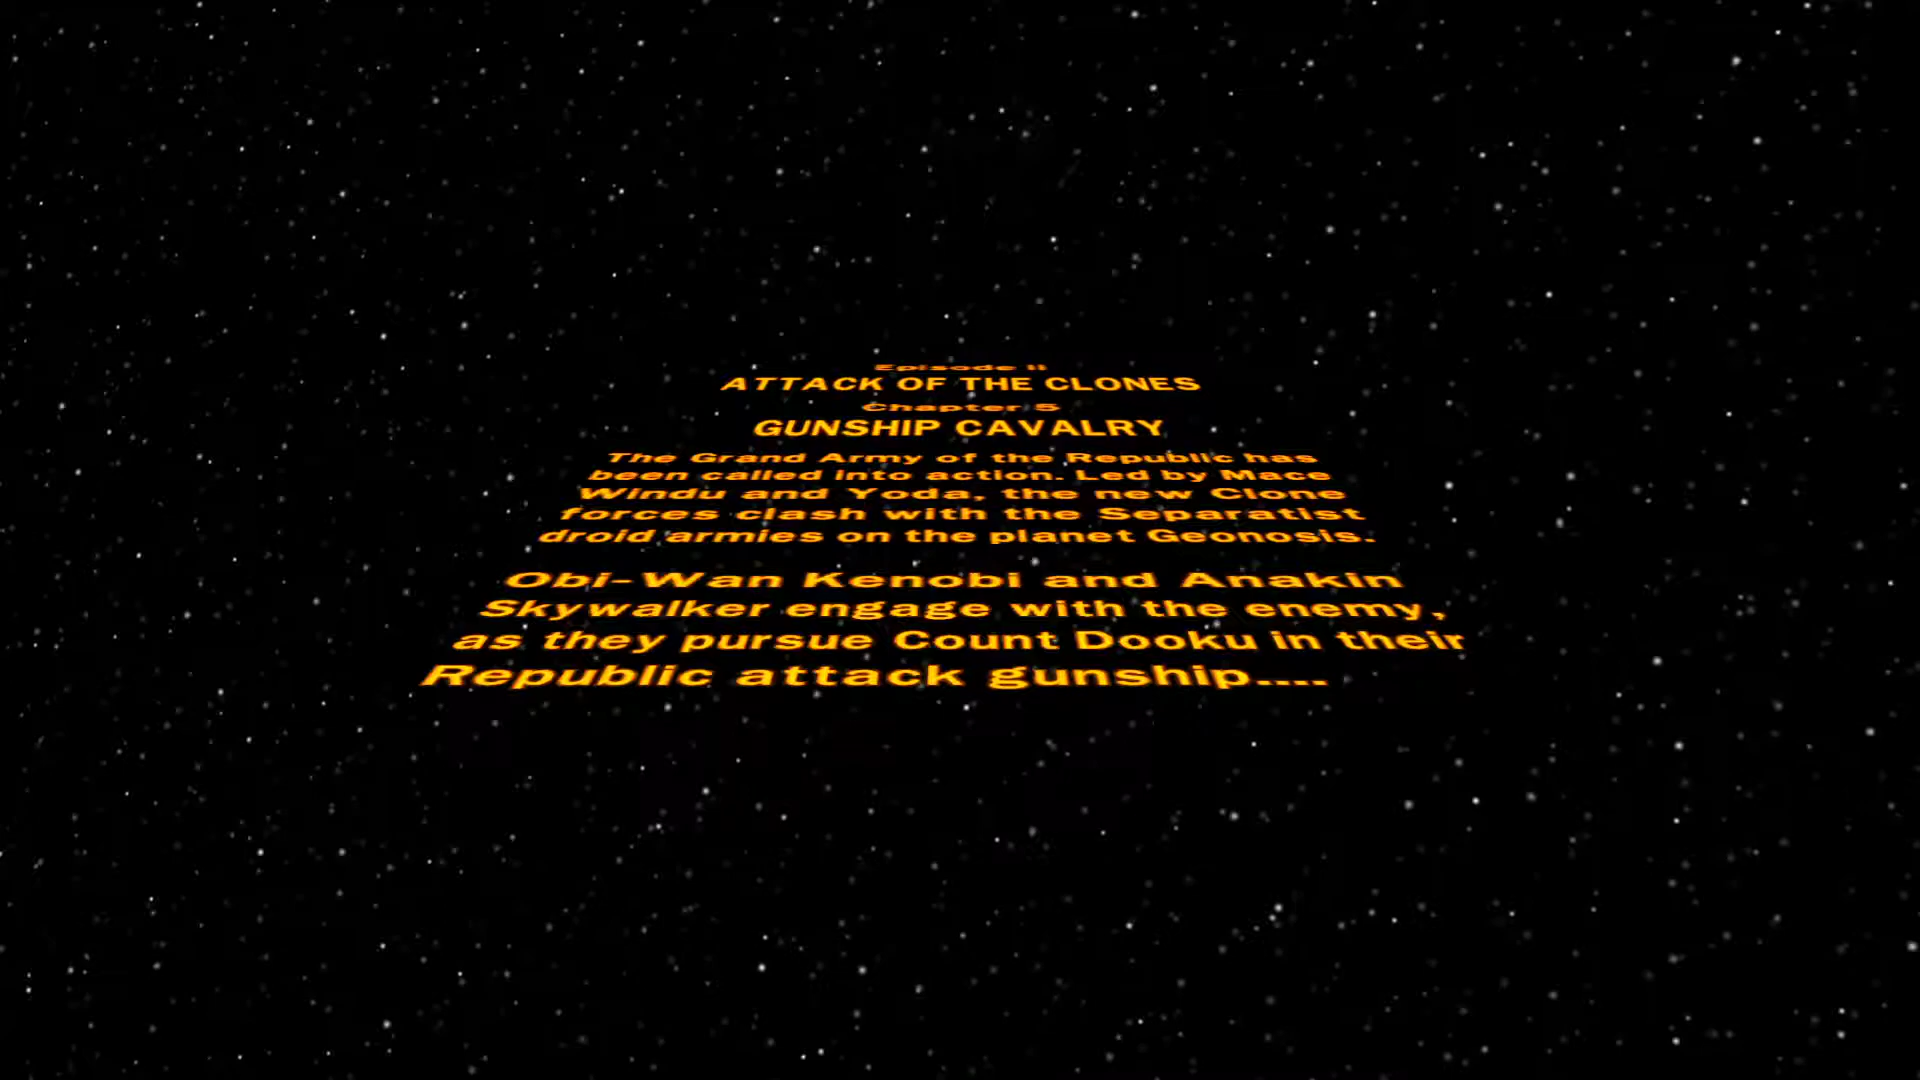 Episode II
ATTACK OF THE CLONES
Chapter 5
GUNSHIP CAVALRY
The Grand Army of the Republic has
been called into action. Led by Mace
Windu and Yoda, the new Clone
forces clash with the Separatist
droid armies on the planet Geonosis.
Obi-Wan Kenobi and Anakin
Skywalker engage with the enemy,
as they pursue Count Dooku in their
Republic attack gunship....